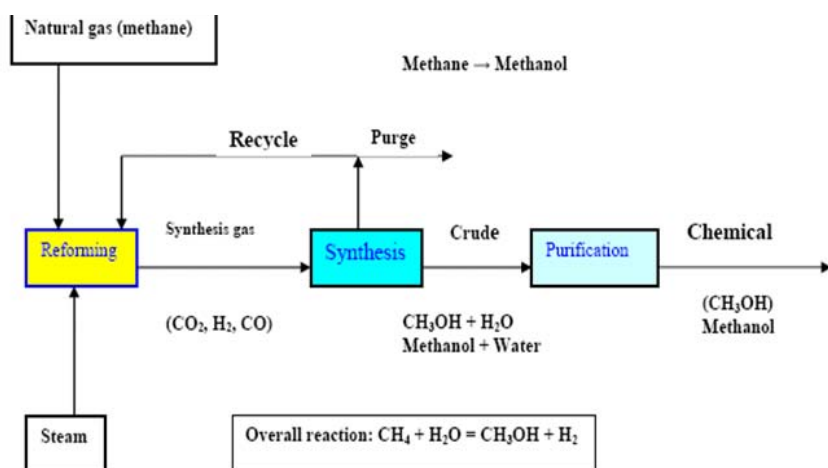 Natural gas (methane)
Methane → Methanol
Recycle
Purge
Reforming
Synthesis gas
Synthesis
Crude
Purification
Chemical
(CO₂, H₂, CO)
CH₃OH + H₂O
Methanol + Water
(CH₃OH)
Methanol
Steam
Overall reaction: CH₄ + H₂O = CH₃OH + H₂